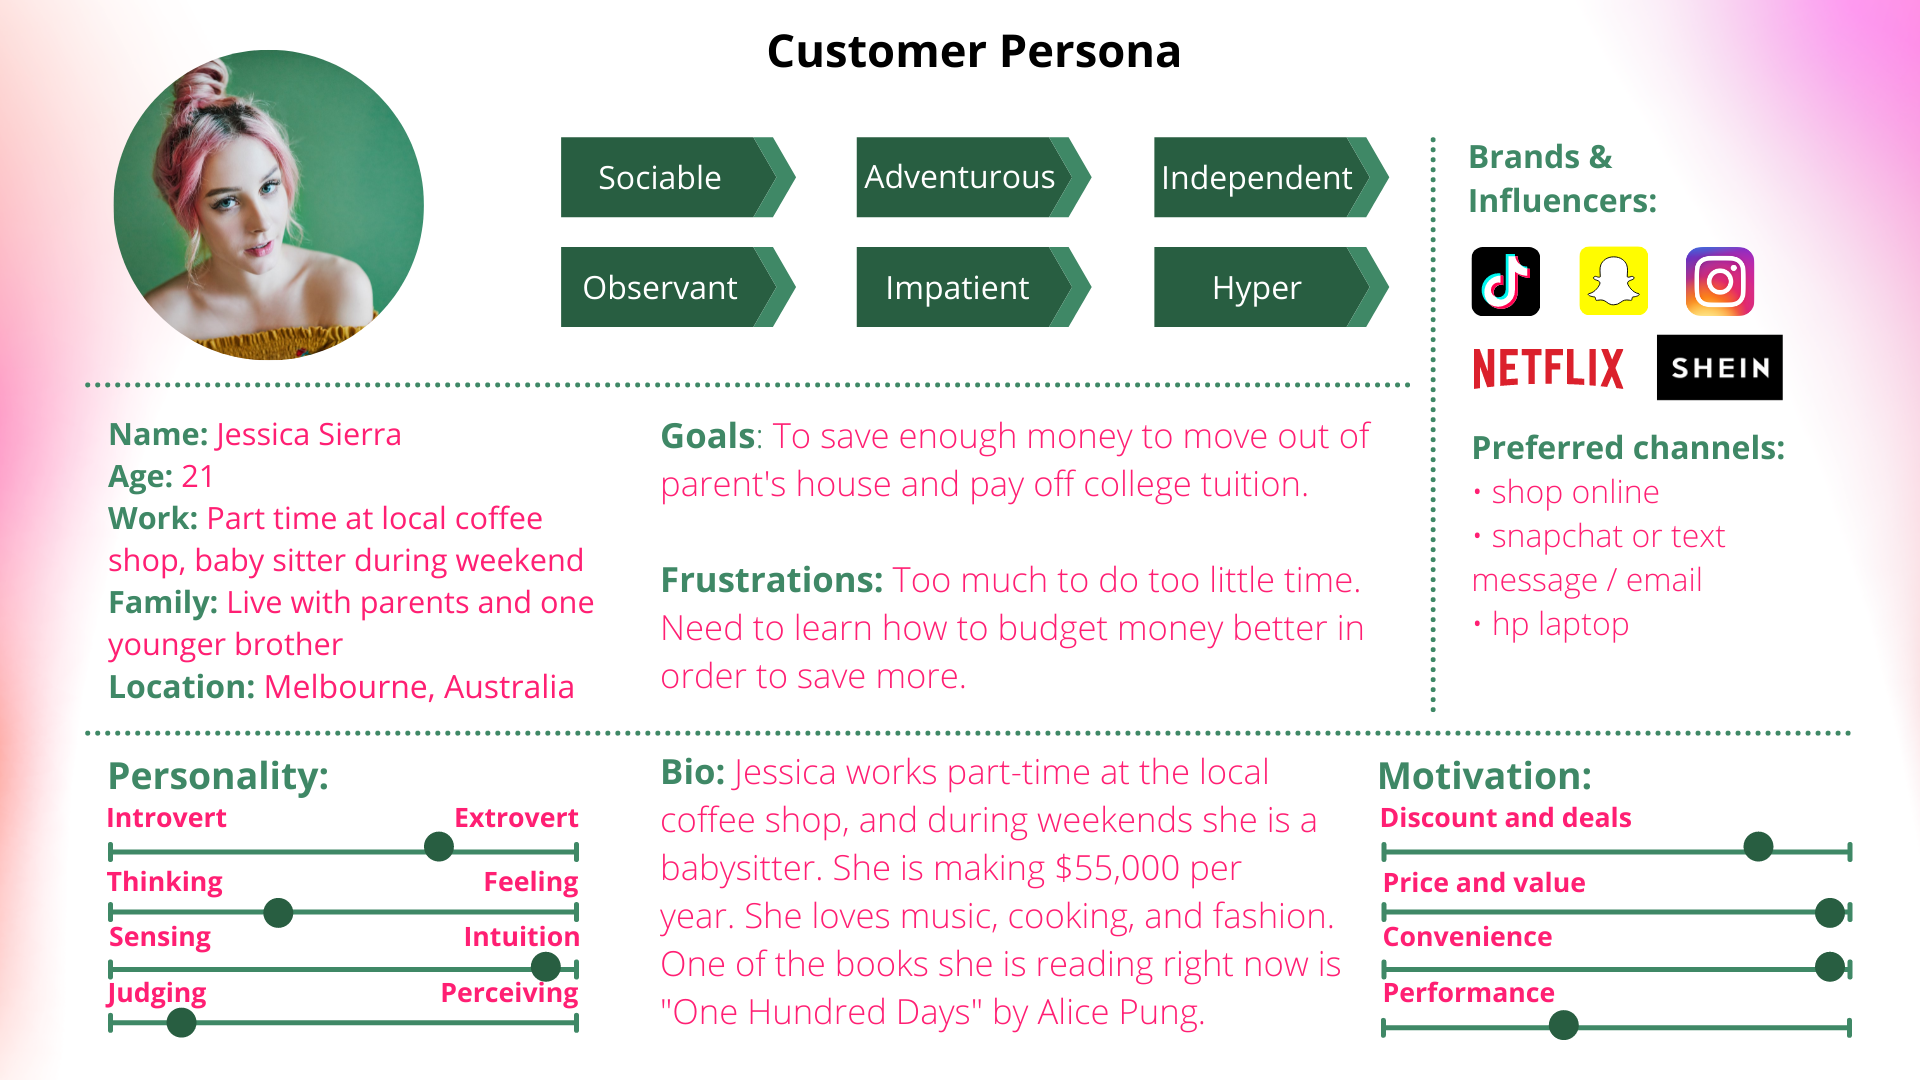 Customer Persona
Sociable
Adventurous
Independent
Observant
Impatient
Hyper
Brands &
Influencers:
NETFLIX
SHEIN
Name: Jessica Sierra
Age: 21
Work: Part time at local coffee
shop, baby sitter during weekend
Family: Live with parents and one
younger brother
Location: Melbourne, Australia
Goals: To save enough money to move out of
parent's house and pay off college tuition.
Frustrations: Too much to do too little time.
Need to learn how to budget money better in
order to save more.
Preferred channels:
• shop online
• snapchat or text
message / email
• hp laptop
Personality:
Introvert Extrovert
Thinking Feeling
Sensing Intuition
Judging Perceiving
Bio: Jessica works part-time at the local
coffee shop, and during weekends she is a
babysitter. She is making $55,000 per
year. She loves music, cooking, and fashion.
One of the books she is reading right now is
"One Hundred Days" by Alice Pung.
Motivation:
Discount and deals
Price and value
Convenience
Performance